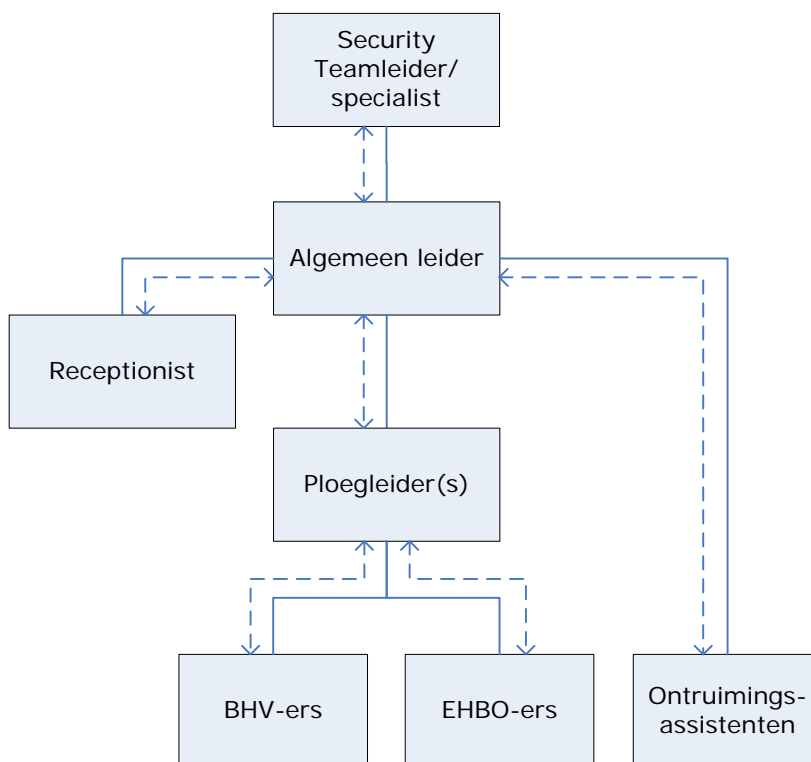 Security
Teamleider/
specialist
Algemeen leider
Receptionist
Ploegleider(s)
BHV-ers
EHBO-ers
Ontruimings-
assistenten